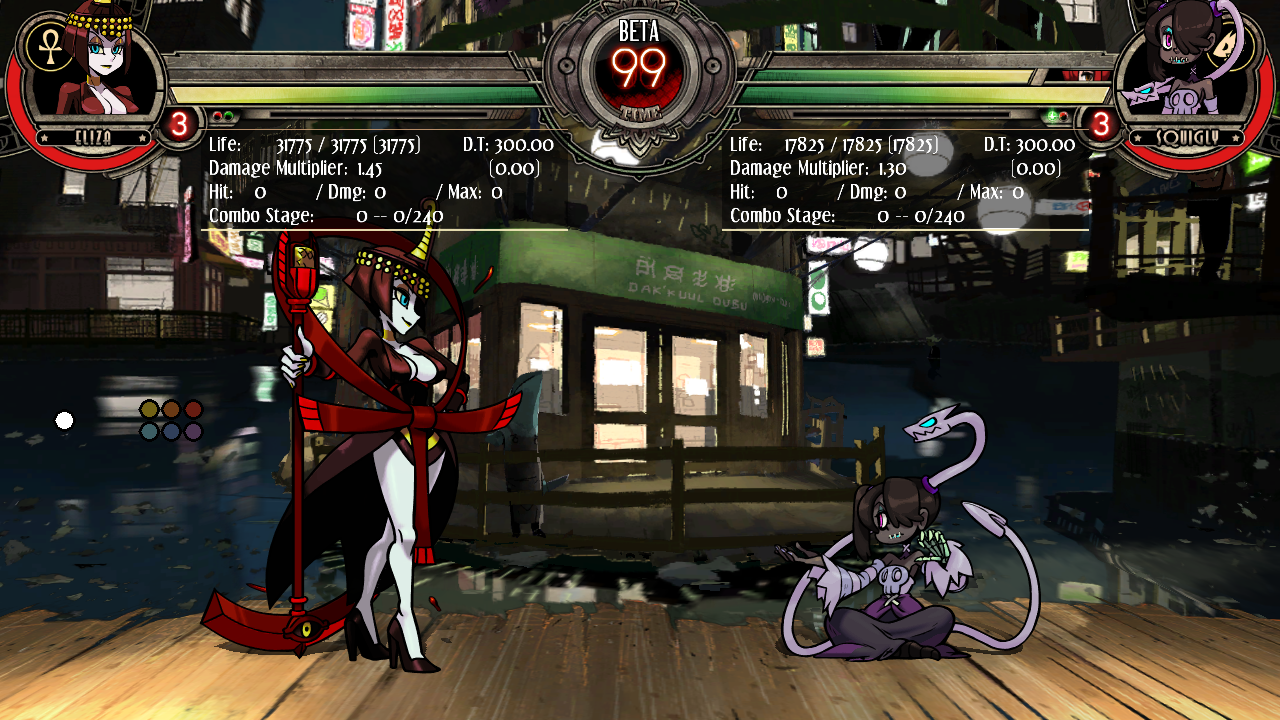 BETA
99
TIME
ELIZA
3
3
SQUIGLY
Life: 31775 / 31775 [31775] D.T: 300.00
Damage Multiplier: 1.45 [0.00]
Hit: 0 / Dmg: 0 / Max: 0
Combo Stage: 0 -- 0/240
Life: 17825 / 17825 [17825] D.T: 300.00
Damage Multiplier: 1.30 [0.00]
Hit: 0 / Dmg: 0 / Max: 0
Combo Stage: 0 -- 0/240
DAK'KUUL DUSU